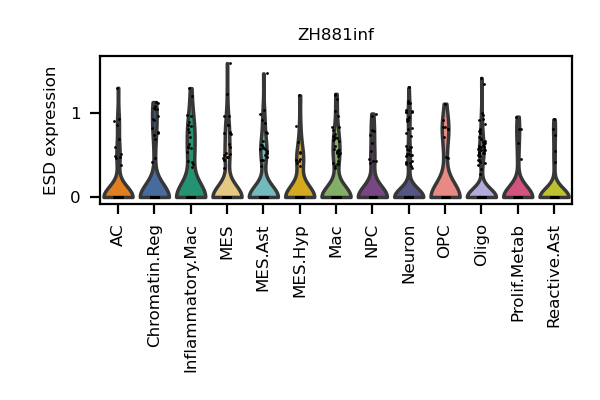 ZH881inf
ESD expression
1
0
AC
Chromatin.Reg
Inflammatory.Mac
MES
MES.Ast
MES.Hyp
Mac
NPC
Neuron
OPC
Oligo
Prolif.Metab
Reactive.Ast